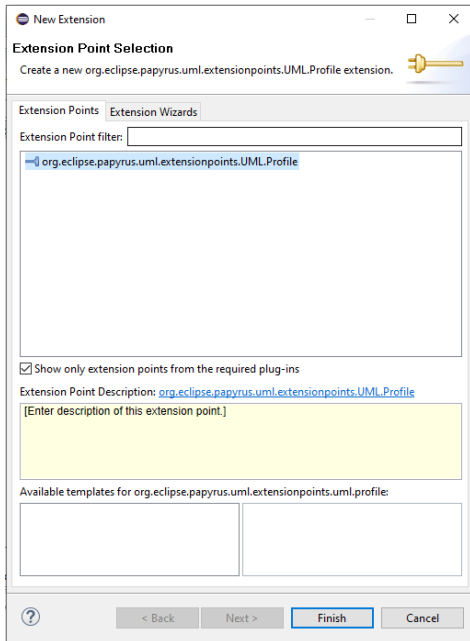 New Extension
Extension Point Selection
Create a new org.eclipse.papyrus.uml.extensionpoints.UML.Profile extension.
Extension Points
Extension Wizards
Extension Point filter:
org.eclipse.papyrus.uml.extensionpoints.UML.Profile
Show only extension points from the required plug-ins
Extension Point Description: org.eclipse.papyrus.uml.extensionpoints.UML.Profile
[Enter description of this extension point.]
Available templates for org.eclipse.papyrus.uml.extensionpoints.uml.profile:
?
< Back
Next >
Finish
Cancel